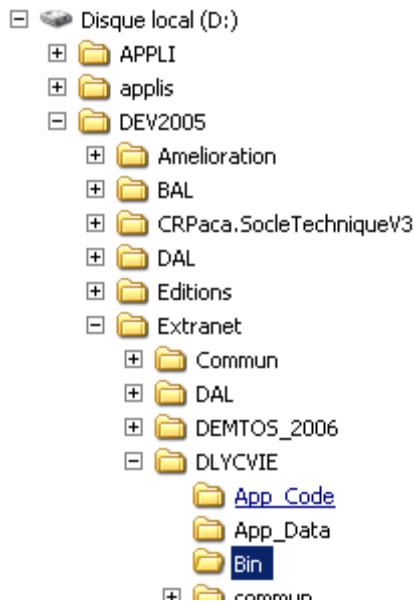 Disque local (D:)
APPLI
applis
DEV2005
Amelioration
BAL
CRPaca.SocleTechniqueV3
DAL
Editions
Extranet
Commun
DAL
DEMTOS_2006
DLYCVIE
App_Code
App_Data
Bin
commun